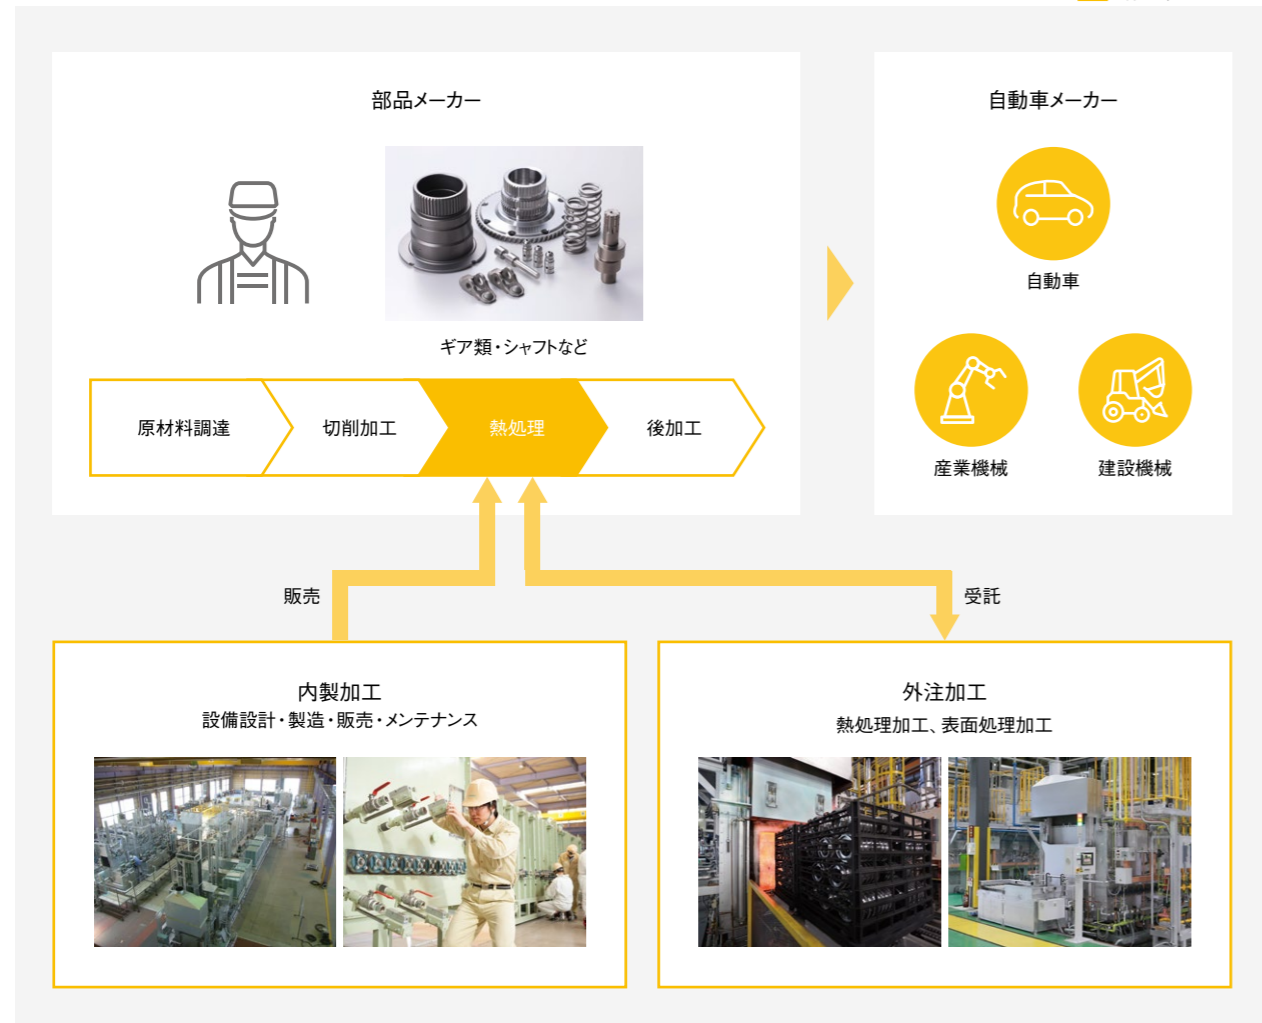 部品メーカー
ギア類・シャフトなど
原材料調達
切削加工
熱処理
後加工
自動車メーカー
自動車
産業機械
建設機械
販売
受託
内製加工
設備設計・製造・販売・メンテナンス
外注加工
熱処理加工、表面処理加工